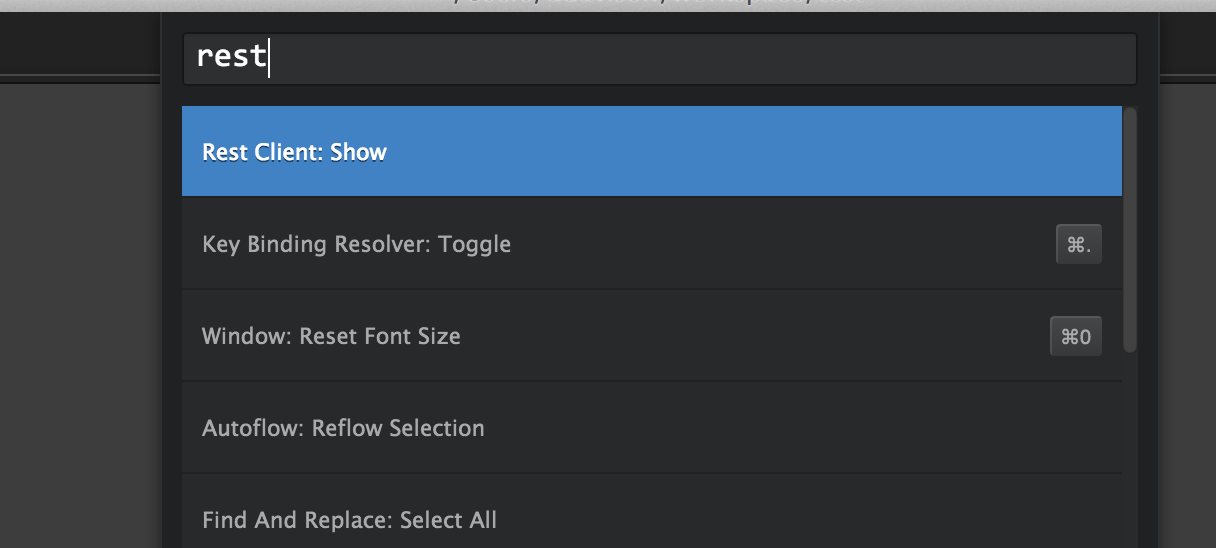 rest
Rest Client: Show
Key Binding Resolver: Toggle ⌘.
Window: Reset Font Size ⌘0
Autoflow: Reflow Selection
Find And Replace: Select All